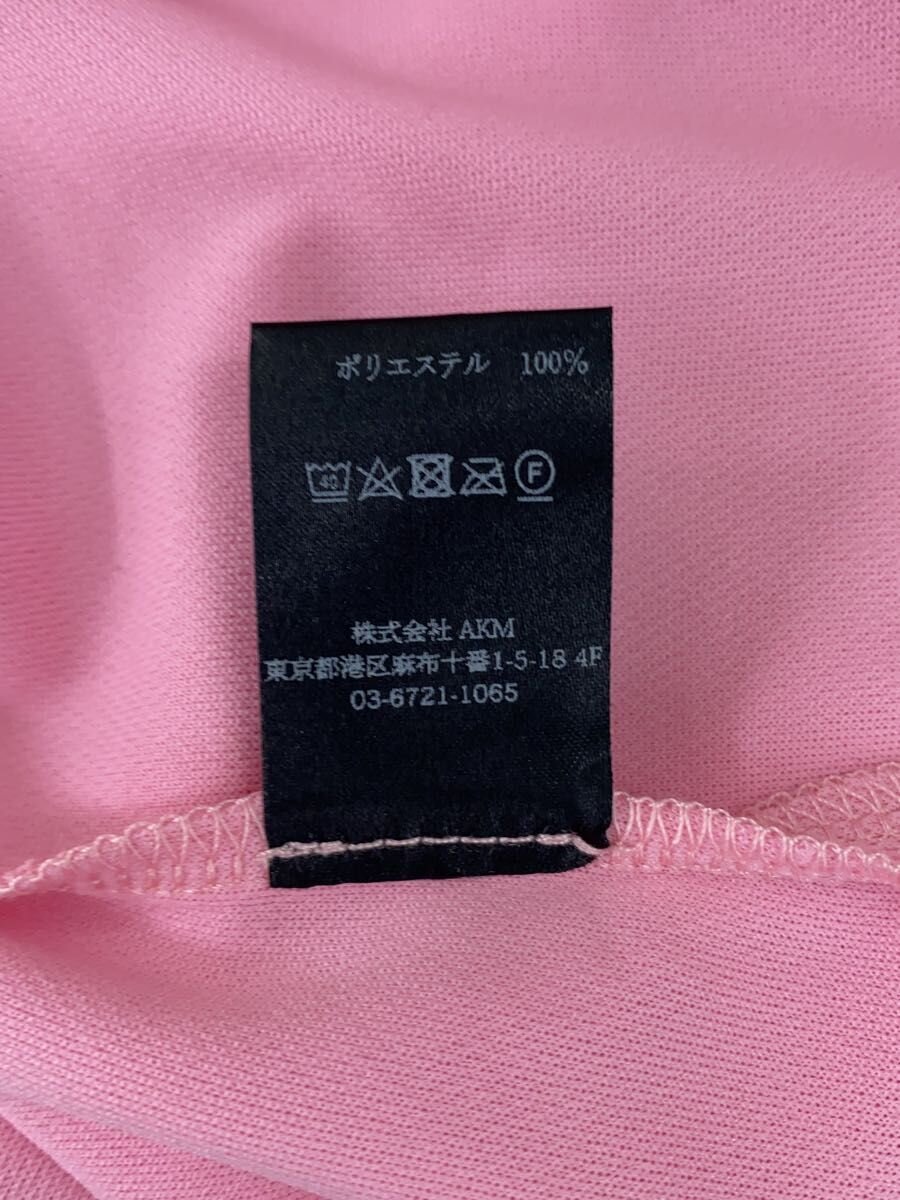 ポリエステル 100%
40 F
株式会社 AKM
東京都港区麻布十番1-5-18 4F
03-6721-1065